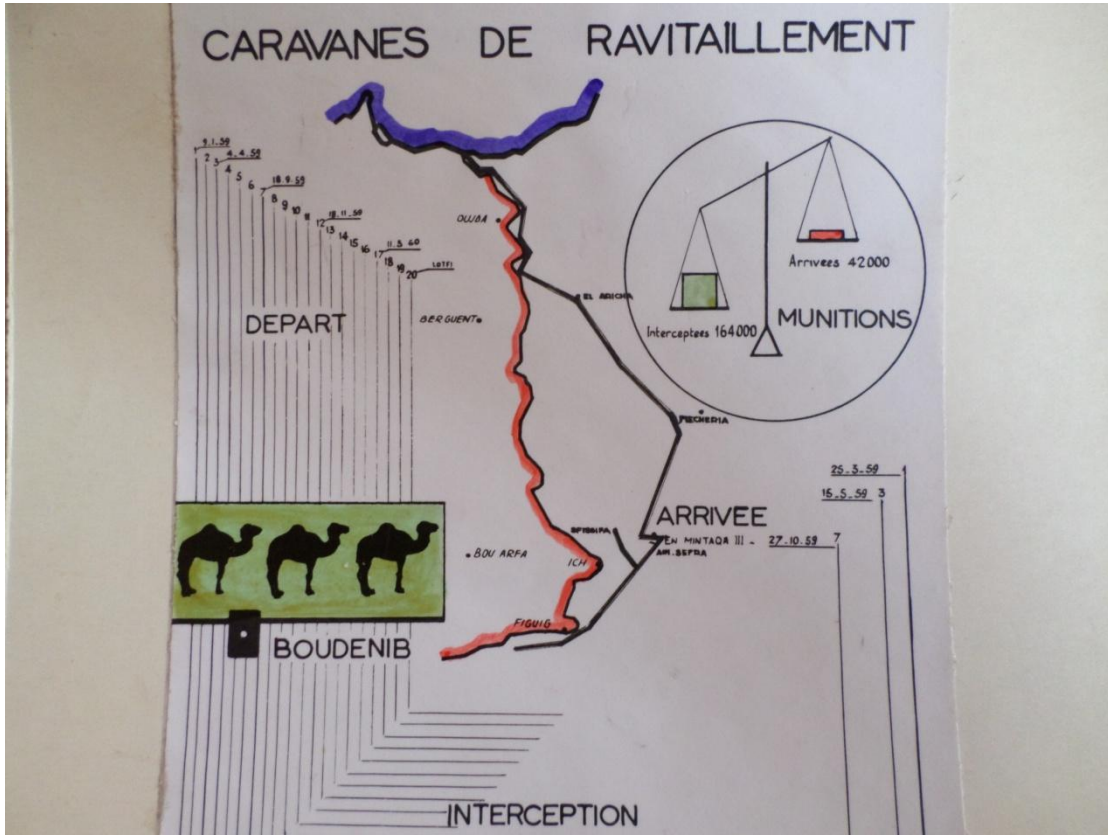 CARAVANES DE RAVITAILLEMENT
9.1.59
2
3 4.4.59
4
5
6
7 18.9.59
8
9
10
11
12 18.11.59
13
14
15
16
17 11.3 60
18
19
20 LOTFI
DEPART
OUJDA
BERGUENT
EL ARICHA
MECHERIA
Arrivees 42000
Interceptees 164000
MUNITIONS
25-3-59 1
15-5-59 3
ARRIVEE
EN MINTAQA III - 27.10.59 7
AIN.SEFRA
BOU ARFA
ICH
FIGUIG
BOUDENIB
INTERCEPTION